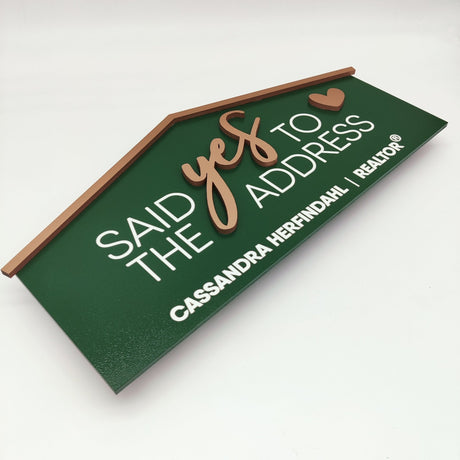 SAID yes TO
THE ADDRESS
CASSANDRA HERFINDAHL | REALTOR®